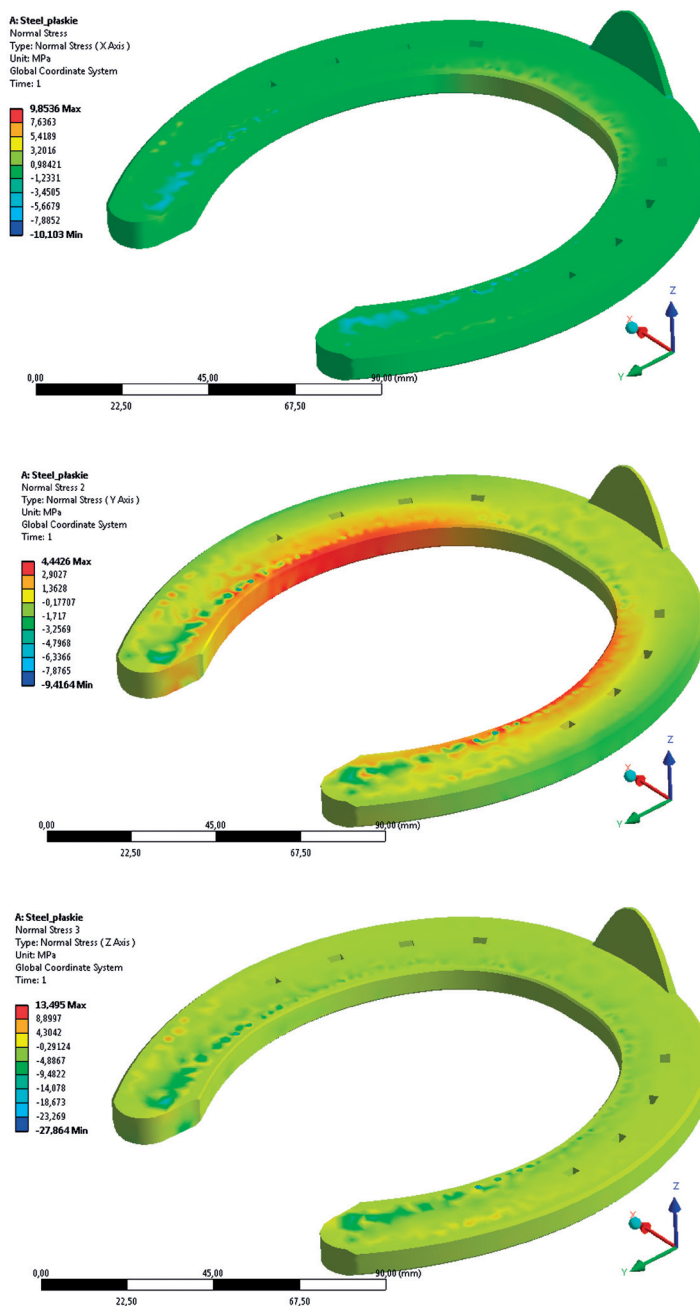 A: Steel_płaskie
Normal Stress
Type: Normal Stress ( X Axis)
Unit: MPa
Global Coordinate System
Time: 1
9,8536 Max
7,6363
5,4189
3,2016
0,98421
-1,2331
-3,4505
-5,6679
-7,8852
-10,103 Min
Z
X
Y
0,00
45,00
90,00 (mm)
22,50
67,50
A: Steel_płaskie
Normal Stress 2
Type: Normal Stress ( Y Axis)
Unit: MPa
Global Coordinate System
Time: 1
4,4426 Max
2,9027
1,3628
-0,17707
-1,717
-3,2569
-4,7968
-6,3366
-7,8765
-9,4164 Min
Z
X
Y
0,00
45,00
90,00 (mm)
22,50
67,50
A: Steel_płaskie
Normal Stress 3
Type: Normal Stress ( Z Axis)
Unit: MPa
Global Coordinate System
Time: 1
13,495 Max
8,8997
4,3042
-0,29124
-4,8867
-9,4822
-14,078
-18,673
-23,269
-27,864 Min
Z
X
Y
0,00
45,00
90,00 (mm)
22,50
67,50